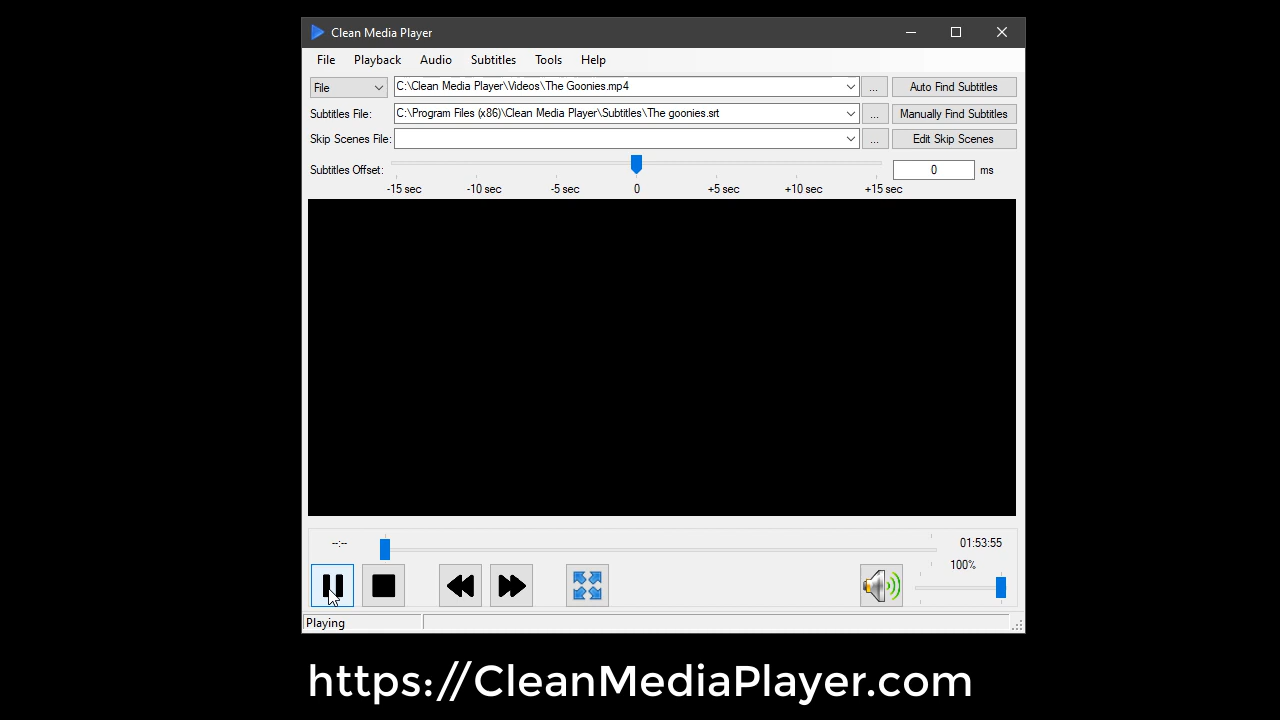 Clean Media Player
File Playback Audio Subtitles Tools Help
File C:\Clean Media Player\Videos\The Goonies.mp4 ... Auto Find Subtitles
Subtitles File: C:\Program Files (x86)\Clean Media Player\Subtitles\The goonies.srt ... Manually Find Subtitles
Skip Scenes File: ... Edit Skip Scenes
Subtitles Offset: 0 ms
-15 sec -10 sec -5 sec 0 +5 sec +10 sec +15 sec
--:-- 01:53:55
100%
Playing
https://CleanMediaPlayer.com